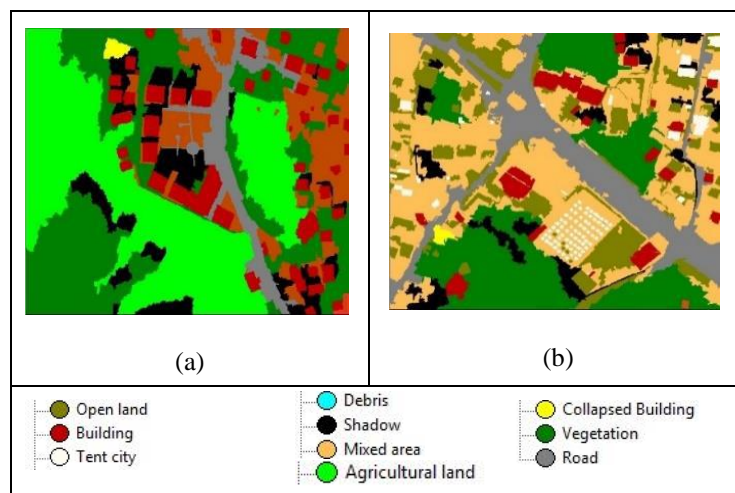 (a)
(b)
Open land
Building
Tent city
Debris
Shadow
Mixed area
Agricultural land
Collapsed Building
Vegetation
Road